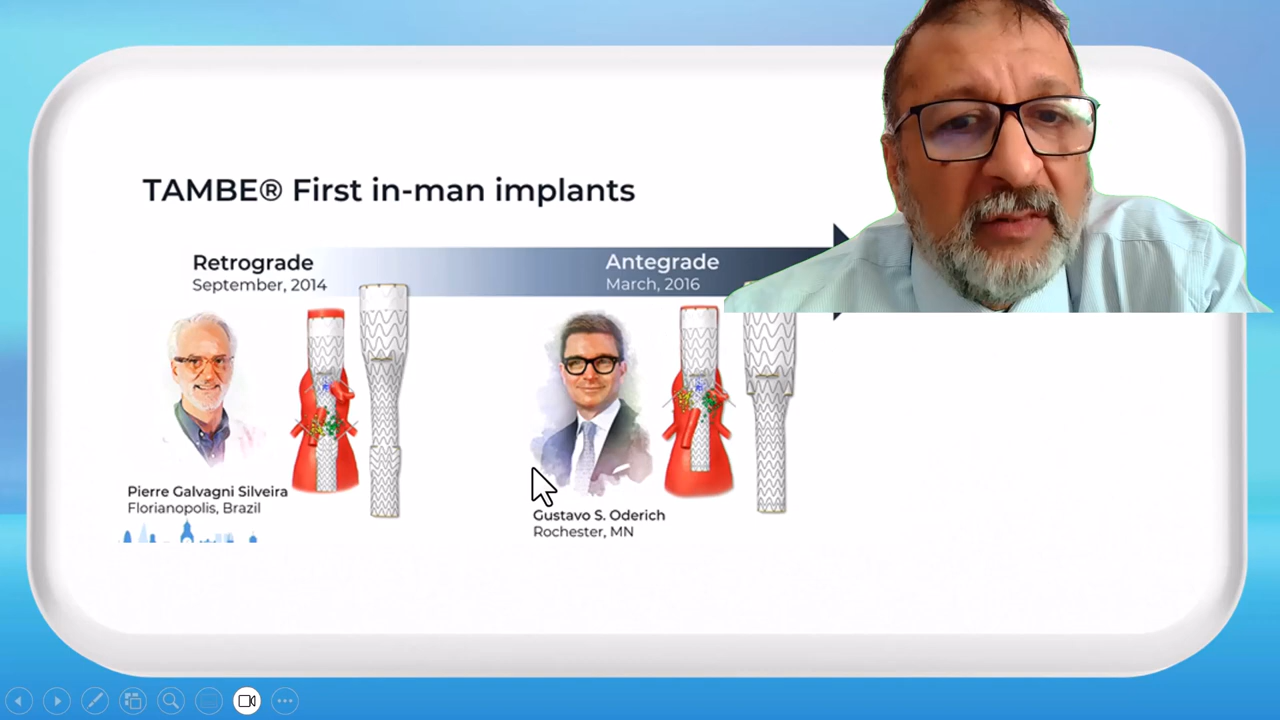 TAMBE® First in-man implants
Retrograde
September, 2014
Antegrade
March, 2016
Pierre Galvagni Silveira
Florianopolis, Brazil
Gustavo S. Oderich
Rochester, MN